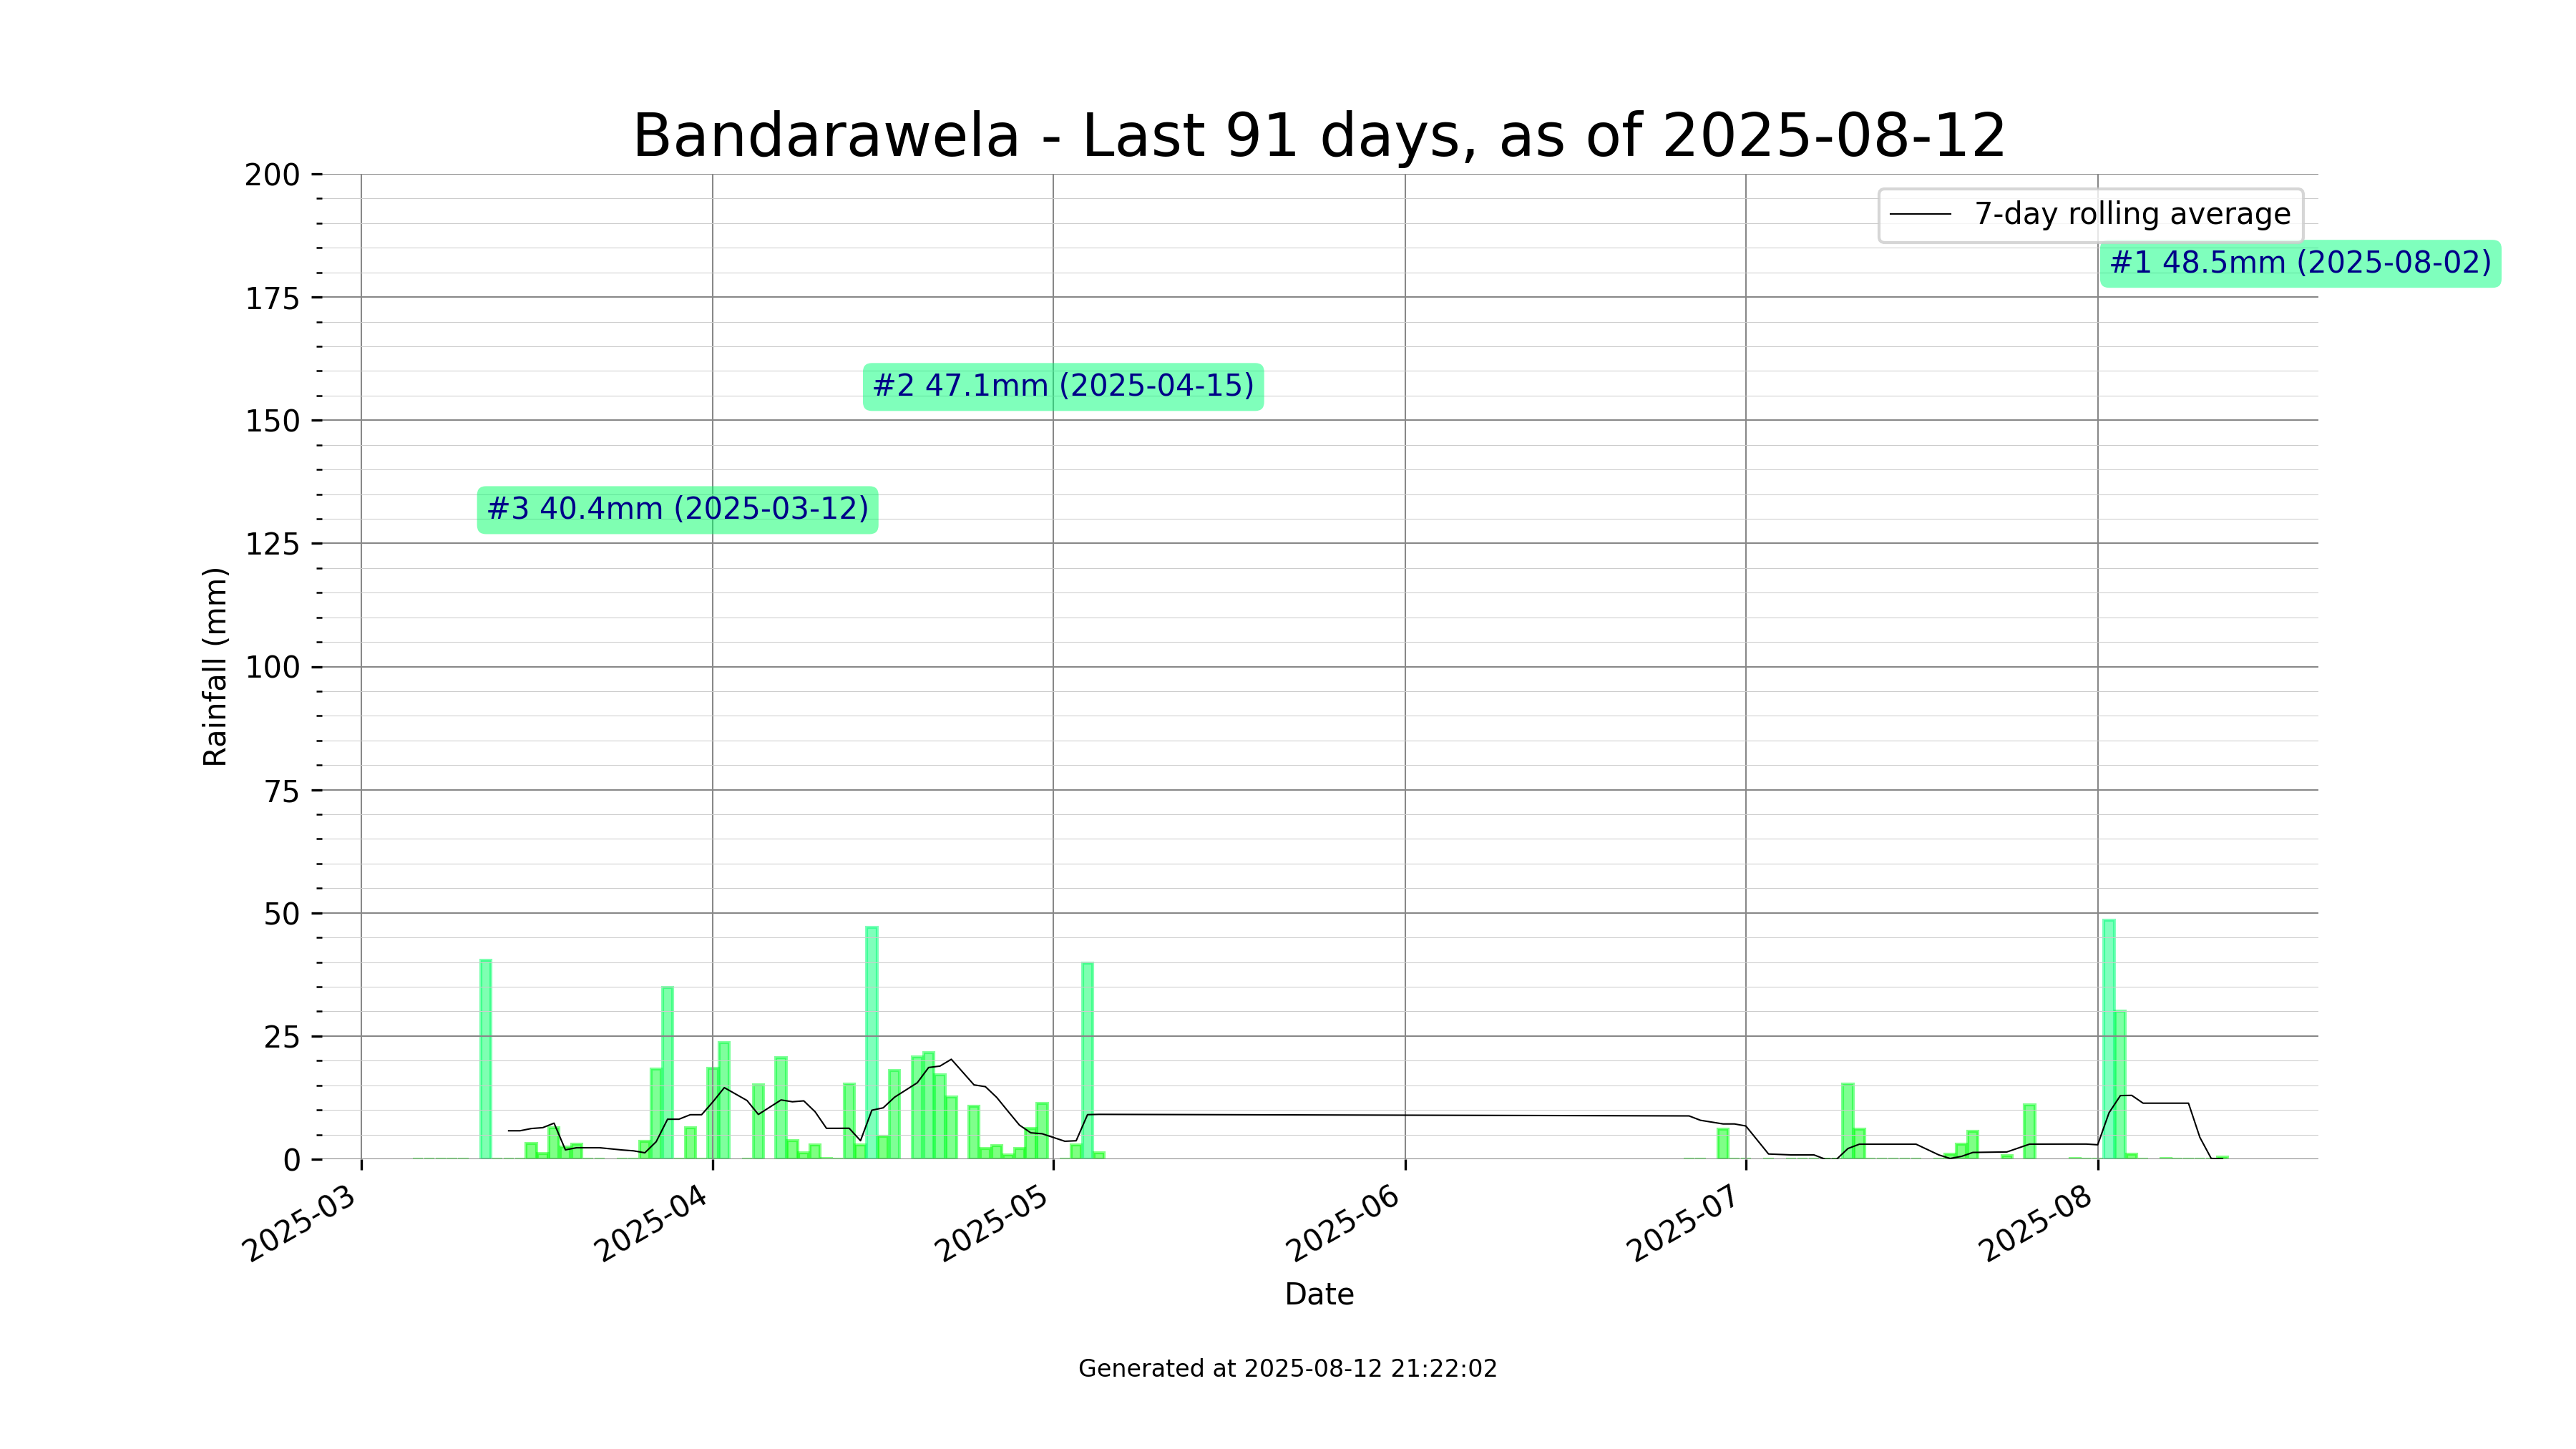 Bandarawela - Last 91 days, as of 2025-08-12
200
175
150
125
100
75
50
25
0
Rainfall (mm)
7-day rolling average
#1 48.5mm (2025-08-02)
#2 47.1mm (2025-04-15)
#3 40.4mm (2025-03-12)
2025-03
2025-04
2025-05
2025-06
2025-07
2025-08
Date
Generated at 2025-08-12 21:22:02